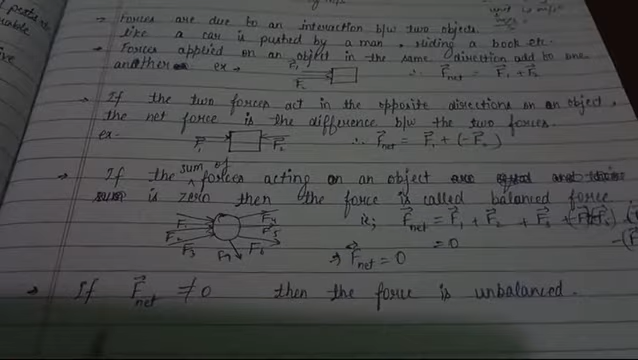 → Forces are due to an interaction b/w two objects.
like a car is pushed by a man, sliding a book etc.
→ Forces applied on an object in the same direction add to one
another ex → F₁ F₂ ∴ F⃗net = F⃗₁ + F⃗₂
→ If the two forces act in the opposite directions on an object,
the net force is the difference b/w the two forces.
ex- F₁ F₂ ∴ F⃗net = F⃗₁ + (-F⃗₂)
→ If the sum of forces acting on an object
is zero then the force is called balanced force
F₁ F₂ F₃ F₄ F₅ F₆ F₇ ie; F⃗net = F⃗₁ + F⃗₂ + F⃗₃
= 0
⇒ F⃗net = 0
→ If F⃗net ≠ 0 then the force is unbalanced.